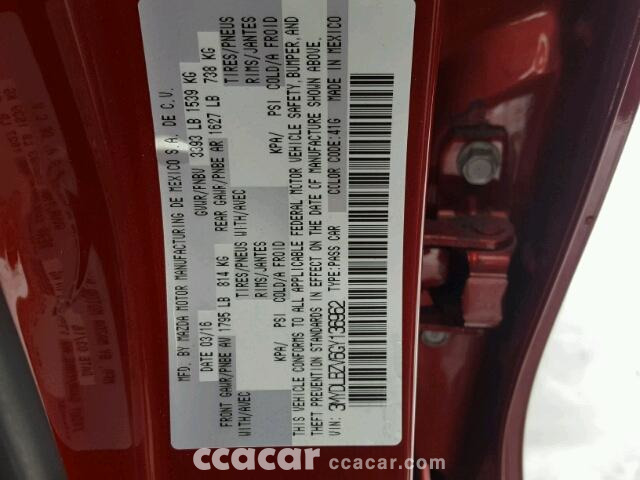 MFD. BY MAZDA MOTOR MANUFACTURING DE MEXICO S.A. DE C.V.
DATE 03/16 GVWR/PNBV 3393 LB 1539 KG
FRONT GAWR/PNBE AV 1795 LB 814 KG REAR GAWR/PNBE AR 1627 LB 738 KG
WITH/AVEC TIRES/PNEUS WITH/AVEC TIRES/PNEUS
RIMS/JANTES RIMS/JANTES
KPA/ PSI COLD/A FROID KPA/ PSI COLD/A FROID
THIS VEHICLE CONFORMS TO ALL APPLICABLE FEDERAL MOTOR VEHICLE SAFETY, BUMPER, AND
THEFT PREVENTION STANDARDS IN EFFECT ON THE DATE OF MANUFACTURE SHOWN ABOVE.
VIN: 3MYDLBZV6GY136962 TYPE:PASS CAR COLOR CODE:41G MADE IN MEXICO
ccacar ccacar.com